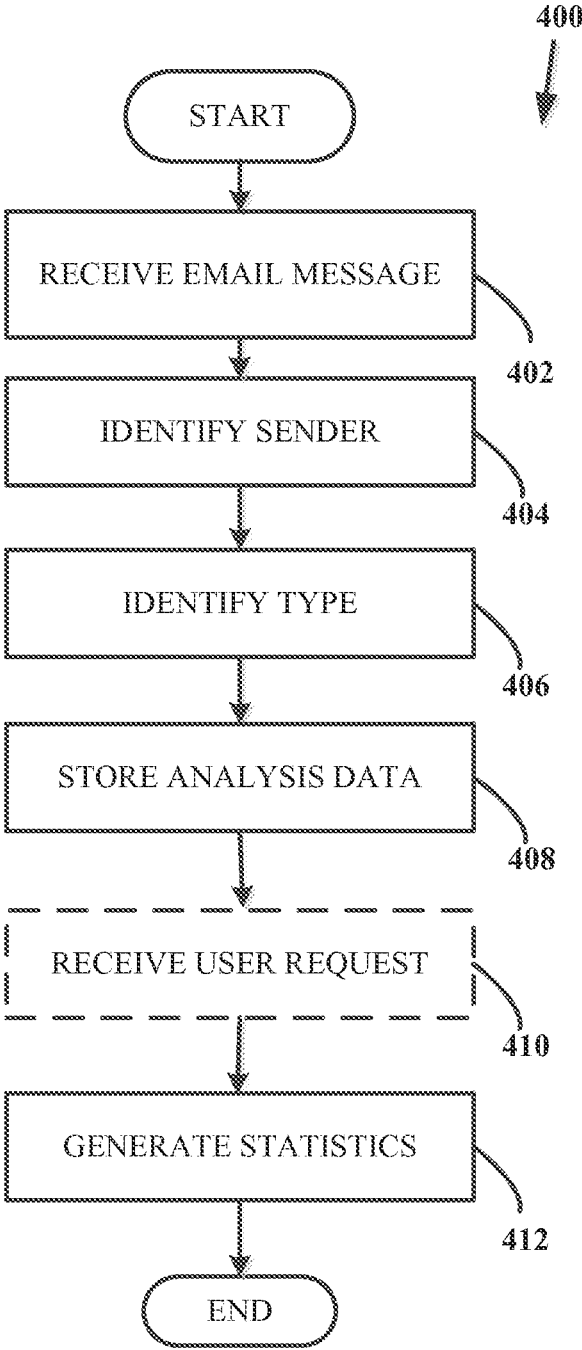 400
START
RECEIVE EMAIL MESSAGE
402
IDENTIFY SENDER
404
IDENTIFY TYPE
406
STORE ANALYSIS DATA
408
RECEIVE USER REQUEST
410
GENERATE STATISTICS
412
END